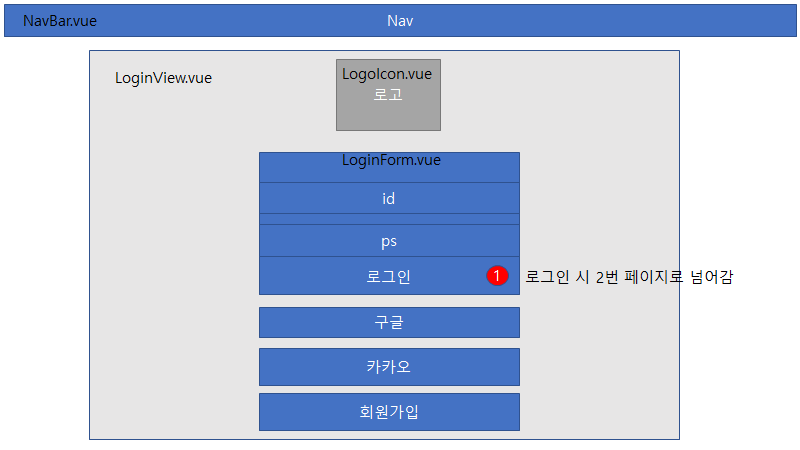 NavBar.vue
Nav
LoginView.vue
LogoIcon.vue
로고
LoginForm.vue
id
ps
로그인
1
로그인 시 2번 페이지로 넘어감
구글
카카오
회원가입